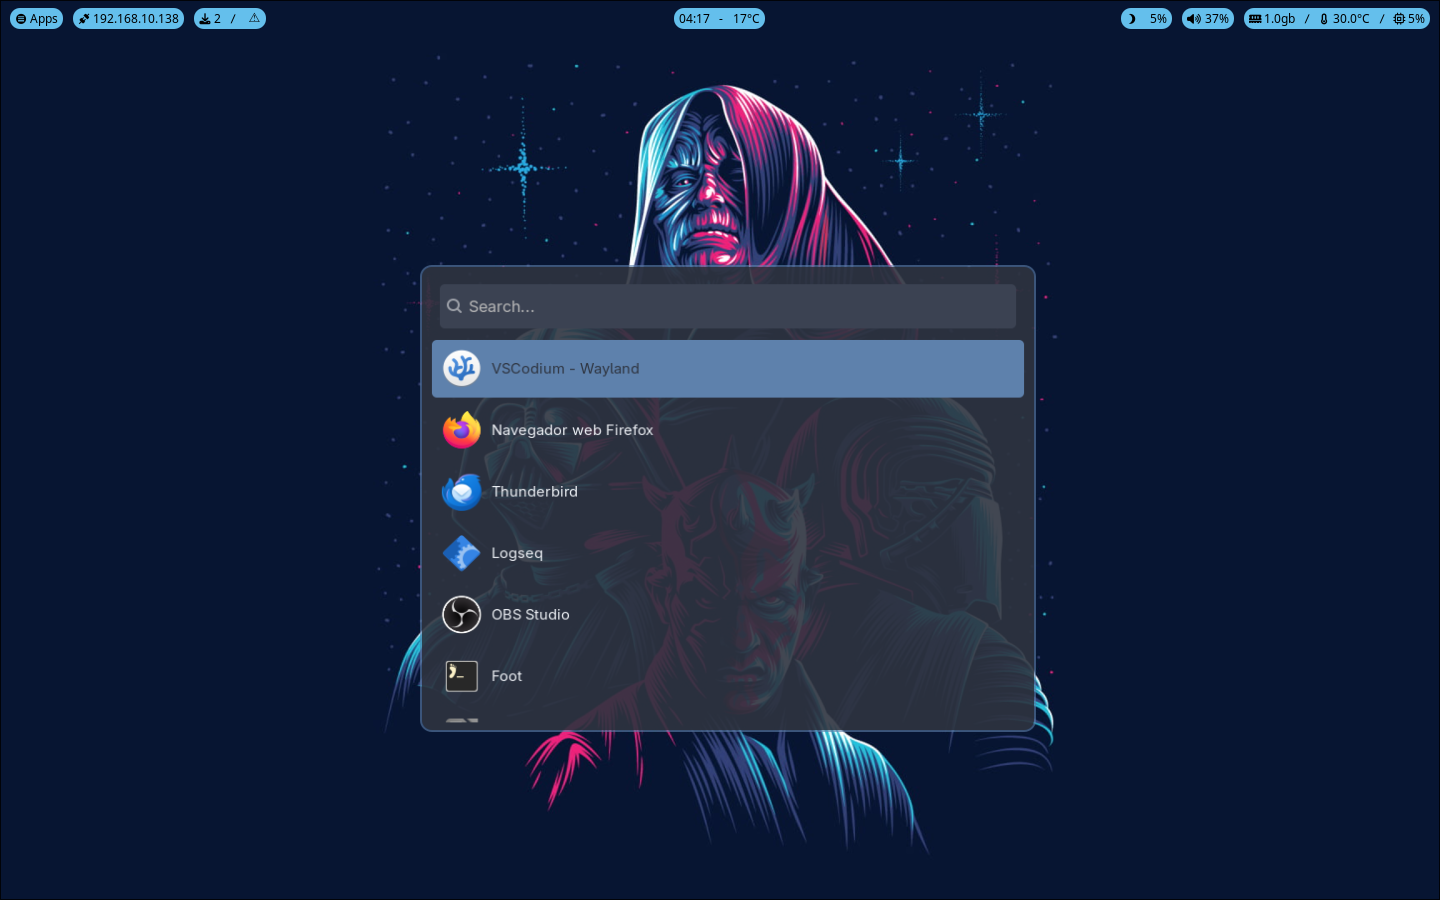 Apps 192.168.10.138 2 / ⚠ 04:17 - 17°C 5% 37% 1.0gb / 30.0°C / 5%
Search...
VSCodium - Wayland
Navegador web Firefox
Thunderbird
Logseq
OBS Studio
Foot